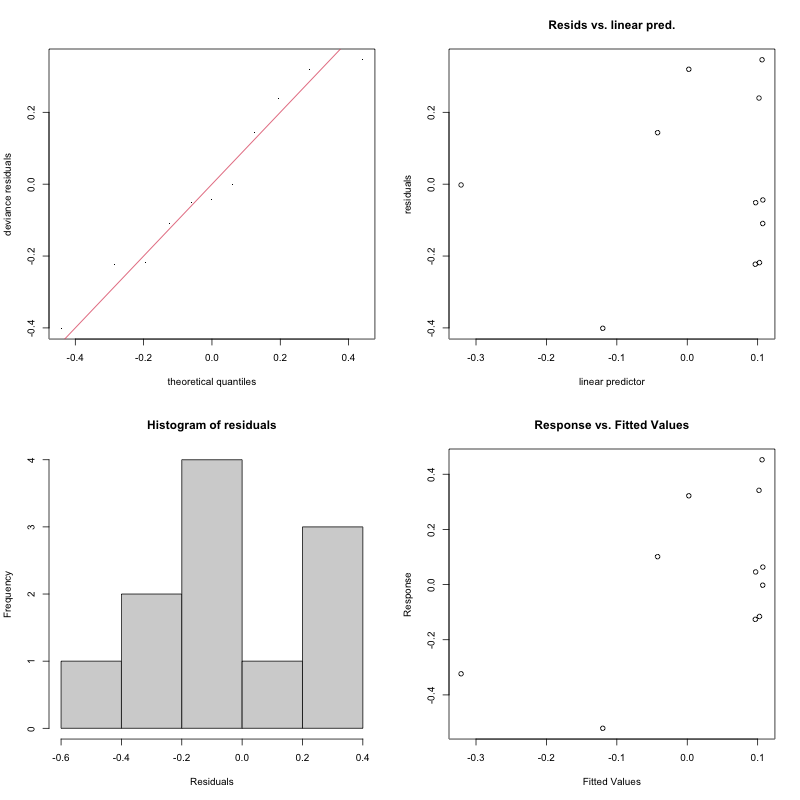 deviance residuals
-0.4 -0.2 0.0 0.2
-0.4 -0.2 0.0 0.2 0.4
theoretical quantiles
Resids vs. linear pred.
residuals
-0.4 -0.2 0.0 0.2
-0.3 -0.2 -0.1 0.0 0.1
linear predictor
Histogram of residuals
Frequency
0 1 2 3 4
-0.6 -0.4 -0.2 0.0 0.2 0.4
Residuals
Response vs. Fitted Values
Response
-0.4 -0.2 0.0 0.2 0.4
-0.3 -0.2 -0.1 0.0 0.1
Fitted Values